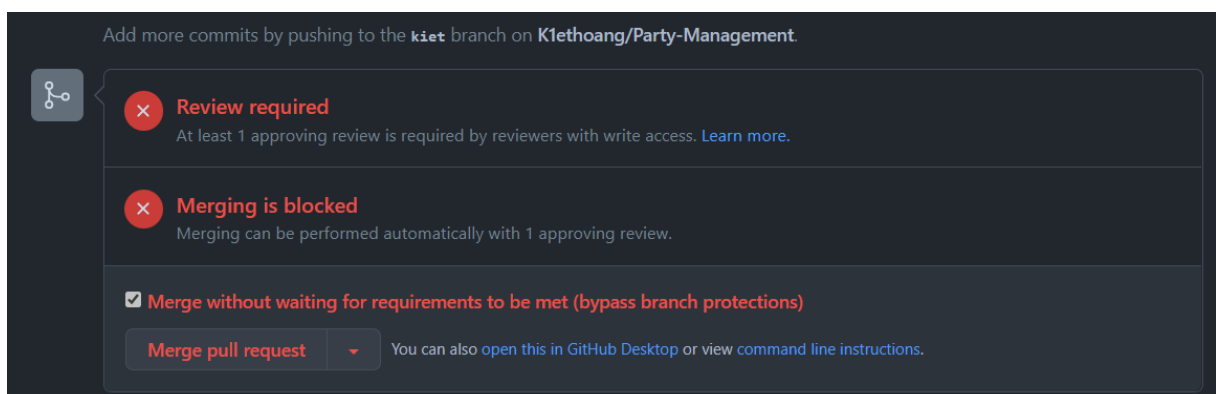 Add more commits by pushing to the kiet branch on K1ethoang/Party-Management.
Review required
At least 1 approving review is required by reviewers with write access. Learn more.
Merging is blocked
Merging can be performed automatically with 1 approving review.
Merge without waiting for requirements to be met (bypass branch protections)
Merge pull request You can also open this in GitHub Desktop or view command line instructions.